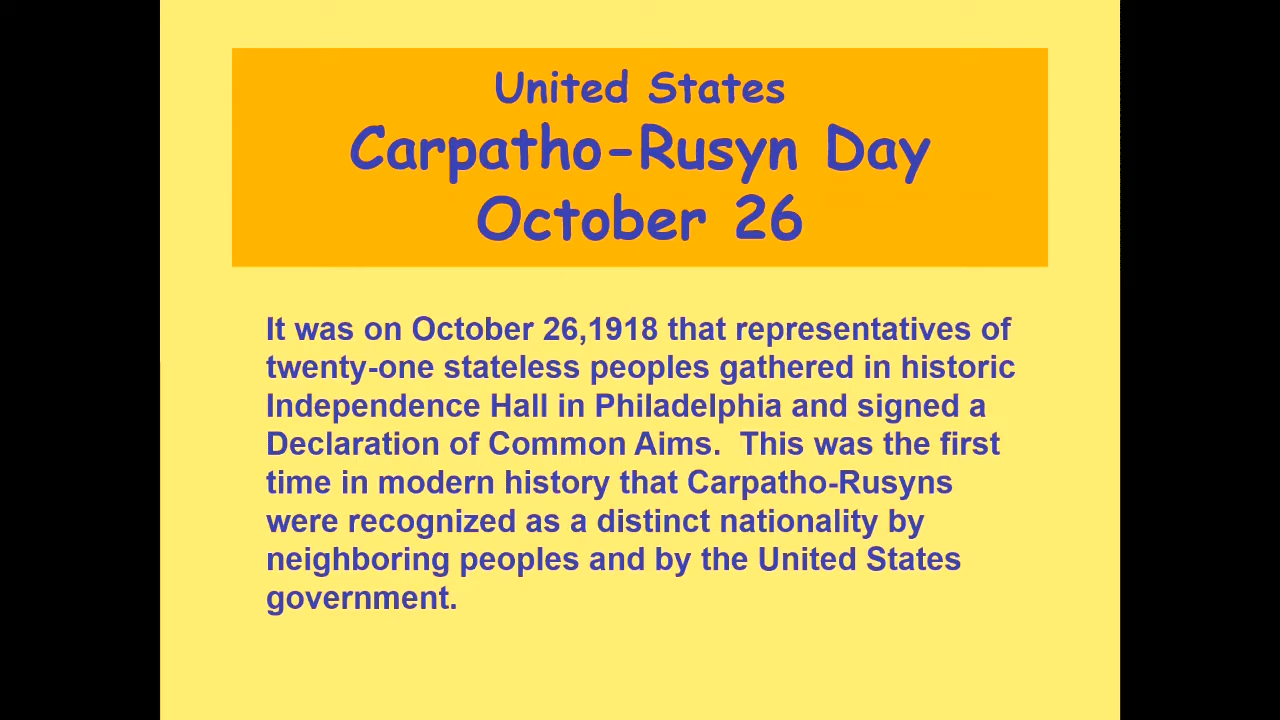 United States
Carpatho-Rusyn Day
October 26
It was on October 26,1918 that representatives of
twenty-one stateless peoples gathered in historic
Independence Hall in Philadelphia and signed a
Declaration of Common Aims.  This was the first
time in modern history that Carpatho-Rusyns
were recognized as a distinct nationality by
neighboring peoples and by the United States
government.